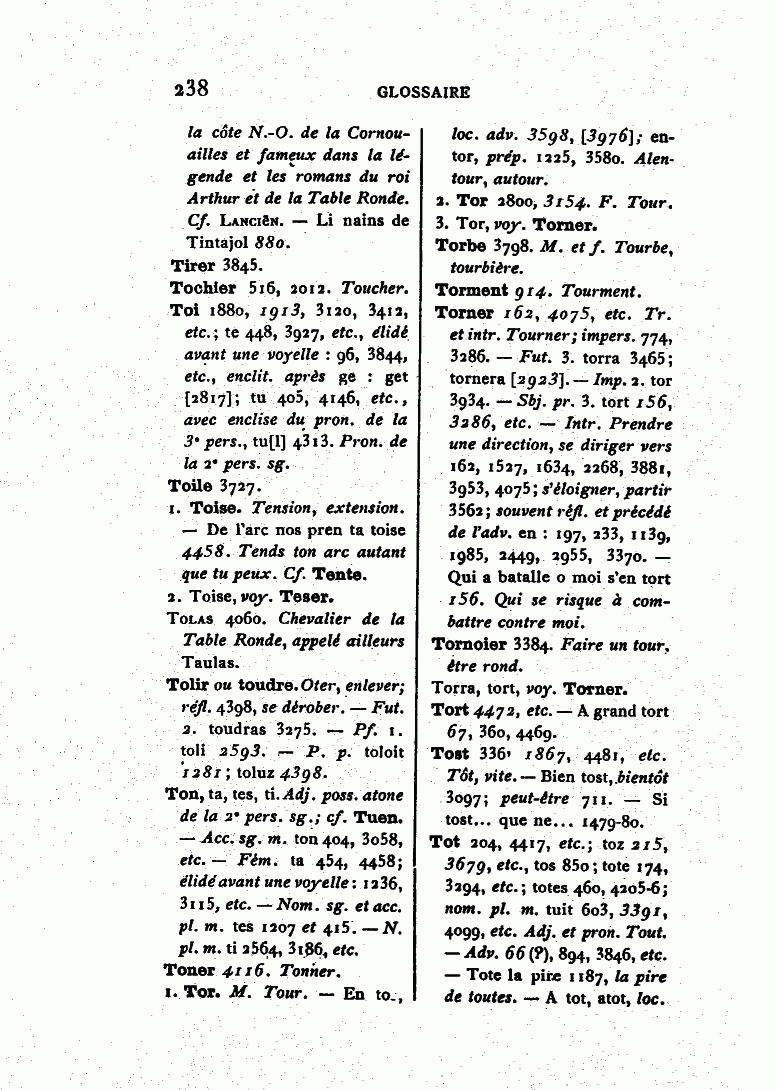 238 GLOSSAIRE
la côte N.-O. de la Cornou-
ailles et fameux dans la lé-
gende et les romans du roi
Arthur et de la Table Ronde.
Cf. LANCIËN. — Li nains de
Tintajol 880.
Tirer 3845.
Tochier 516, 2012. Toucher.
Toi 1880, 1913, 3120, 3412,
etc.; te 448, 3927, etc., élidé
avant une voyelle : 96, 3844,
etc., enclit. après ge : get
[2817]; tu 405, 4146, etc.,
avec enclise du pron. de la
3e pers., tu[l] 4313. Pron. de
la 2e pers. sg.
Toile 3727.
1. Toise. Tension, extension.
— De l'arc nos pren ta toise
4458. Tends ton arc autant
que tu peux. Cf. Tente.
2. Toise, voy. Teser.
TOLAS 4060. Chevalier de la
Table Ronde, appelé ailleurs
Taulas.
Tolir ou toudre. Oter, enlever;
réfl. 4398, se dérober. — Fut.
2. toudras 3275. — Pf. 1.
toli 2593. — P. p. toloit
1281; toluz 4398.
Ton, ta, tes, ti. Adj. poss. atone
de la 2e pers. sg.; cf. Tuen.
— Acc. sg. m. ton 404, 3058,
etc. — Fém. ta 454, 4458;
élidé avant une voyelle : 1236,
3115, etc. — Nom. sg. et acc.
pl. m. tes 1207 et 415. — N.
pl. m. ti 2564, 3186, etc.
Toner 4116. Tonner.
1. Tor. M. Tour. — En to.,
loc. adv. 3598, [3976]; en-
tor, prép. 1225, 3580. Alen-
tour, autour.
2. Tor 2800, 3154. F. Tour.
3. Tor, voy. Torner.
Torbe 3798. M. et f. Tourbe,
tourbière.
Torment 914. Tourment.
Torner 162, 4075, etc. Tr.
et intr. Tourner; impers. 774,
3286. — Fut. 3. torra 3465;
tornera [2923]. — Imp. 2. tor
3934. — Sbj. pr. 3. tort 156,
3286, etc. — Intr. Prendre
une direction, se diriger vers
162, 1527, 1634, 2268, 3881,
3953, 4075; s'éloigner, partir
3562; souvent réfl. et précédé
de l'adv. en : 197, 233, 1139,
1985, 2449, 2955, 3370. —
Qui a batalle o moi s'en tort
156. Qui se risque à com-
battre contre moi.
Tornoier 3384. Faire un tour,
être rond.
Torra, tort, voy. Torner.
Tort 4472, etc. — A grand tort
67, 360, 4469.
Tost 336, 1867, 4481, etc.
Tôt, vite. — Bien tost, bientôt
3097; peut-être 711. — Si
tost... que ne... 1479-80.
Tot 204, 4417, etc.; toz 215,
3679, etc., tos 850; tote 174,
3294, etc.; totes 460, 4205-6;
nom. pl. m. tuit 603, 3391,
4099, etc. Adj. et pron. Tout.
— Adv. 66 (?), 894, 3846, etc.
— Tote la pire 1187, la pire
de toutes. — A tot, atot, loc.